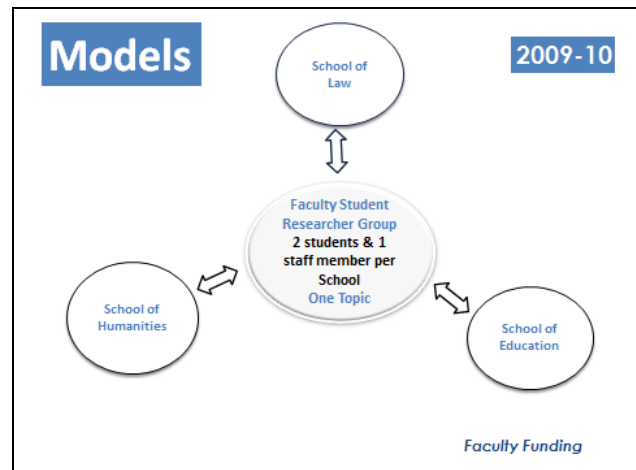 Models
2009-10
School of
Law
Faculty Student
Researcher Group
2 students & 1
staff member per
School
One Topic
School of
Humanities
School of
Education
Faculty Funding